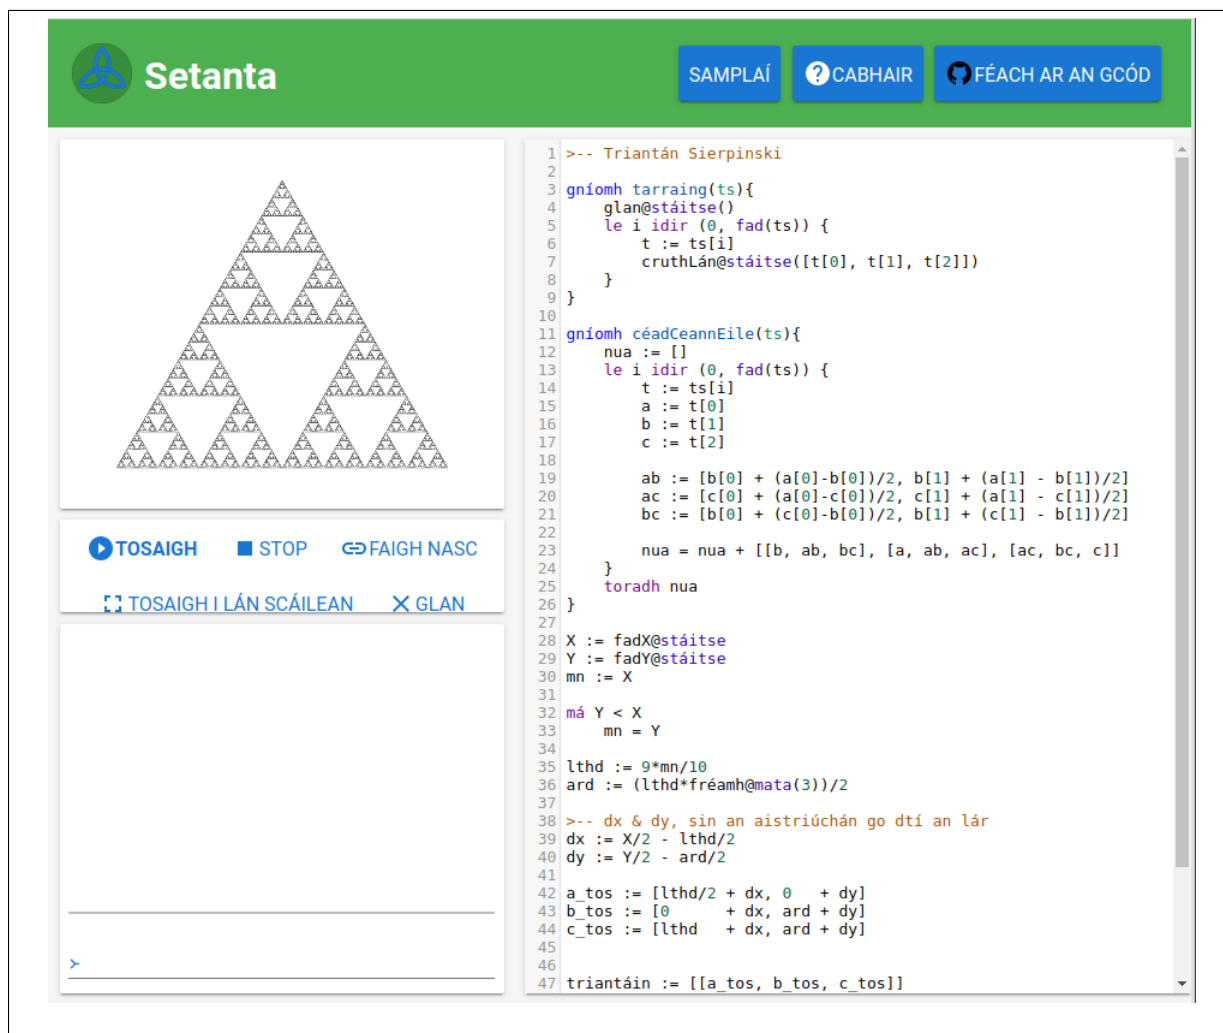 Setanta
SAMPLAÍ
CABHAIR
FÉACH AR AN GCÓD
TOSAIGH
STOP
FAIGH NASC
TOSAIGH I LÁN SCÁILEAN
GLAN
1 >-- Triantán Sierpinski
2
3 gníomh tarraing(ts){
4     glan@stáitse()
5     le i idir (0, fad(ts)) {
6         t := ts[i]
7         cruthLán@stáitse([t[0], t[1], t[2]])
8     }
9 }
10
11 gníomh céadCeannEile(ts){
12     nua := []
13     le i idir (0, fad(ts)) {
14         t := ts[i]
15         a := t[0]
16         b := t[1]
17         c := t[2]
18
19         ab := [b[0] + (a[0]-b[0])/2, b[1] + (a[1] - b[1])/2]
20         ac := [c[0] + (a[0]-c[0])/2, c[1] + (a[1] - c[1])/2]
21         bc := [b[0] + (c[0]-b[0])/2, b[1] + (c[1] - b[1])/2]
22
23         nua = nua + [[b, ab, bc], [a, ab, ac], [ac, bc, c]]
24     }
25     toradh nua
26 }
27
28 X := fadX@stáitse
29 Y := fadY@stáitse
30 mn := X
31
32 má Y < X
33     mn = Y
34
35 lthd := 9*mn/10
36 ard := (lthd*fréamh@mata(3))/2
37
38 >-- dx & dy, sin an aistriúchán go dtí an lár
39 dx := X/2 - lthd/2
40 dy := Y/2 - ard/2
41
42 a_tos := [lthd/2 + dx, 0   + dy]
43 b_tos := [0      + dx, ard + dy]
44 c_tos := [lthd   + dx, ard + dy]
45
46
47 triantáin := [[a_tos, b_tos, c_tos]]